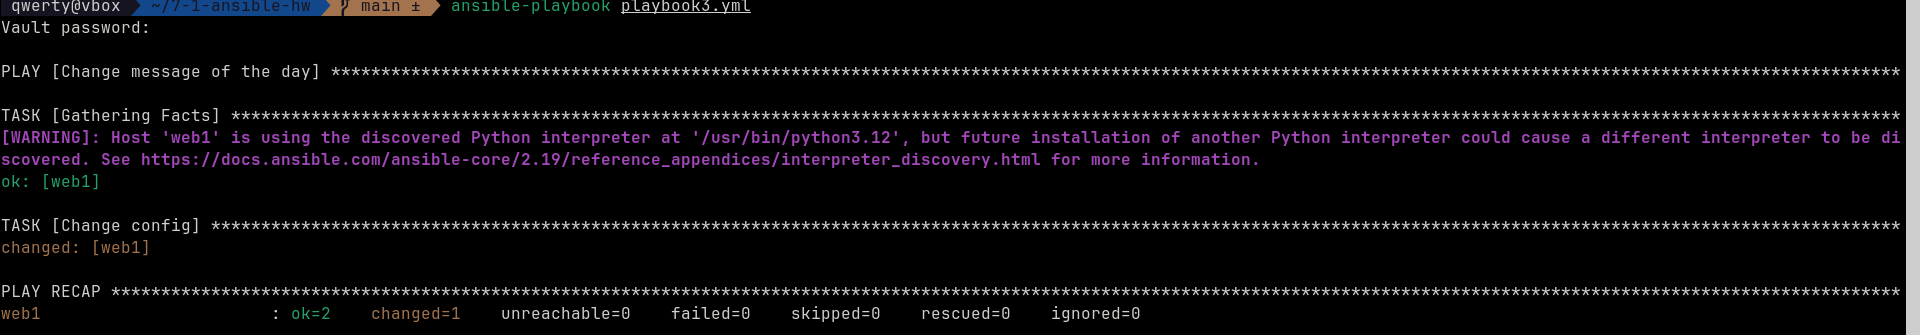 qwerty@vbox ~/7-1-ansible-hw main ± ansible-playbook playbook3.yml
Vault password:
PLAY [Change message of the day] *************************************************************************************************************************************************************
TASK [Gathering Facts] ***********************************************************************************************************************************************************************
[WARNING]: Host 'web1' is using the discovered Python interpreter at '/usr/bin/python3.12', but future installation of another Python interpreter could cause a different interpreter to be di
scovered. See https://docs.ansible.com/ansible-core/2.19/reference_appendices/interpreter_discovery.html for more information.
ok: [web1]
TASK [Change config] *************************************************************************************************************************************************************************
changed: [web1]
PLAY RECAP ***********************************************************************************************************************************************************************************
web1                       : ok=2    changed=1    unreachable=0    failed=0    skipped=0    rescued=0    ignored=0